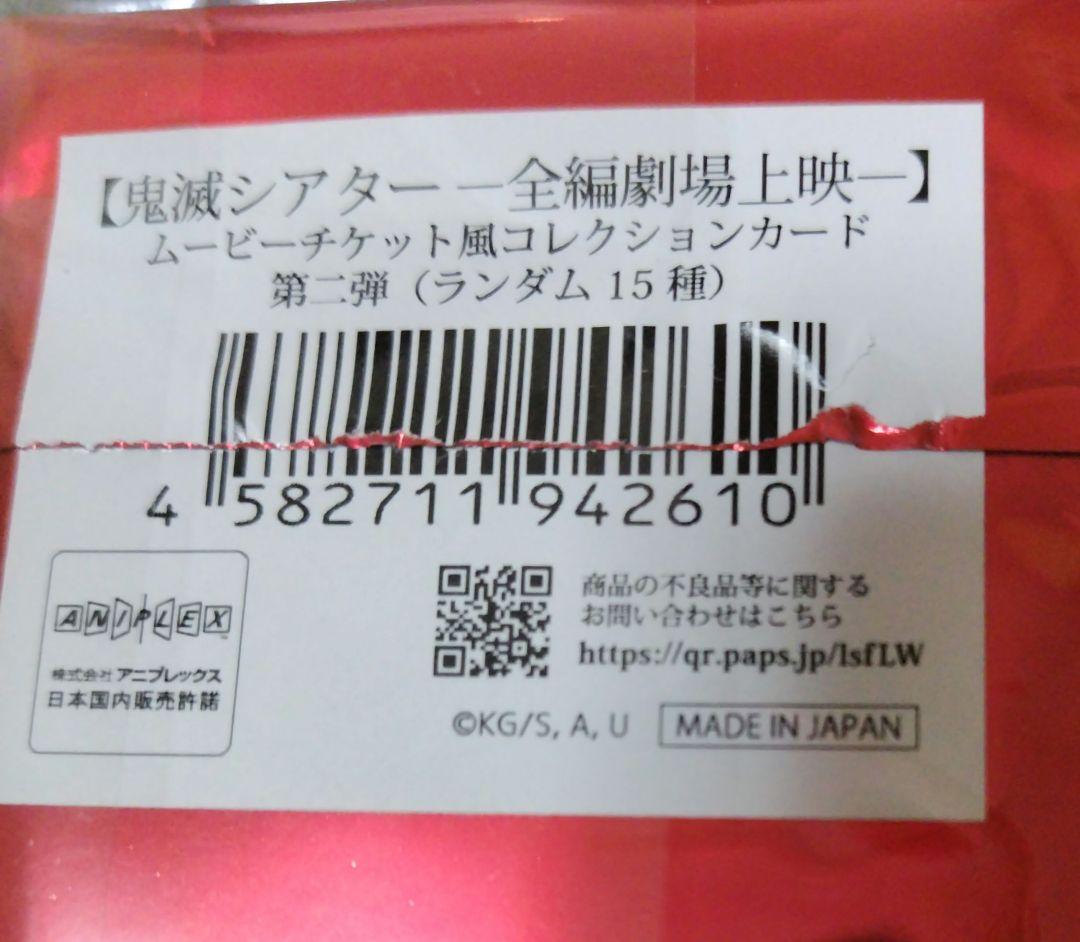 【鬼滅シアター ―全編劇場上映―】
ムービーチケット風コレクションカード
第二弾（ランダム 15 種）
4 582711 942610
ANIPLEX
株式会社 アニプレックス
日本国内販売許諾
商品の不良品等に関する
お問い合わせはこちら
https://qr.paps.jp/lsfLW
©KG/S, A, U
MADE IN JAPAN